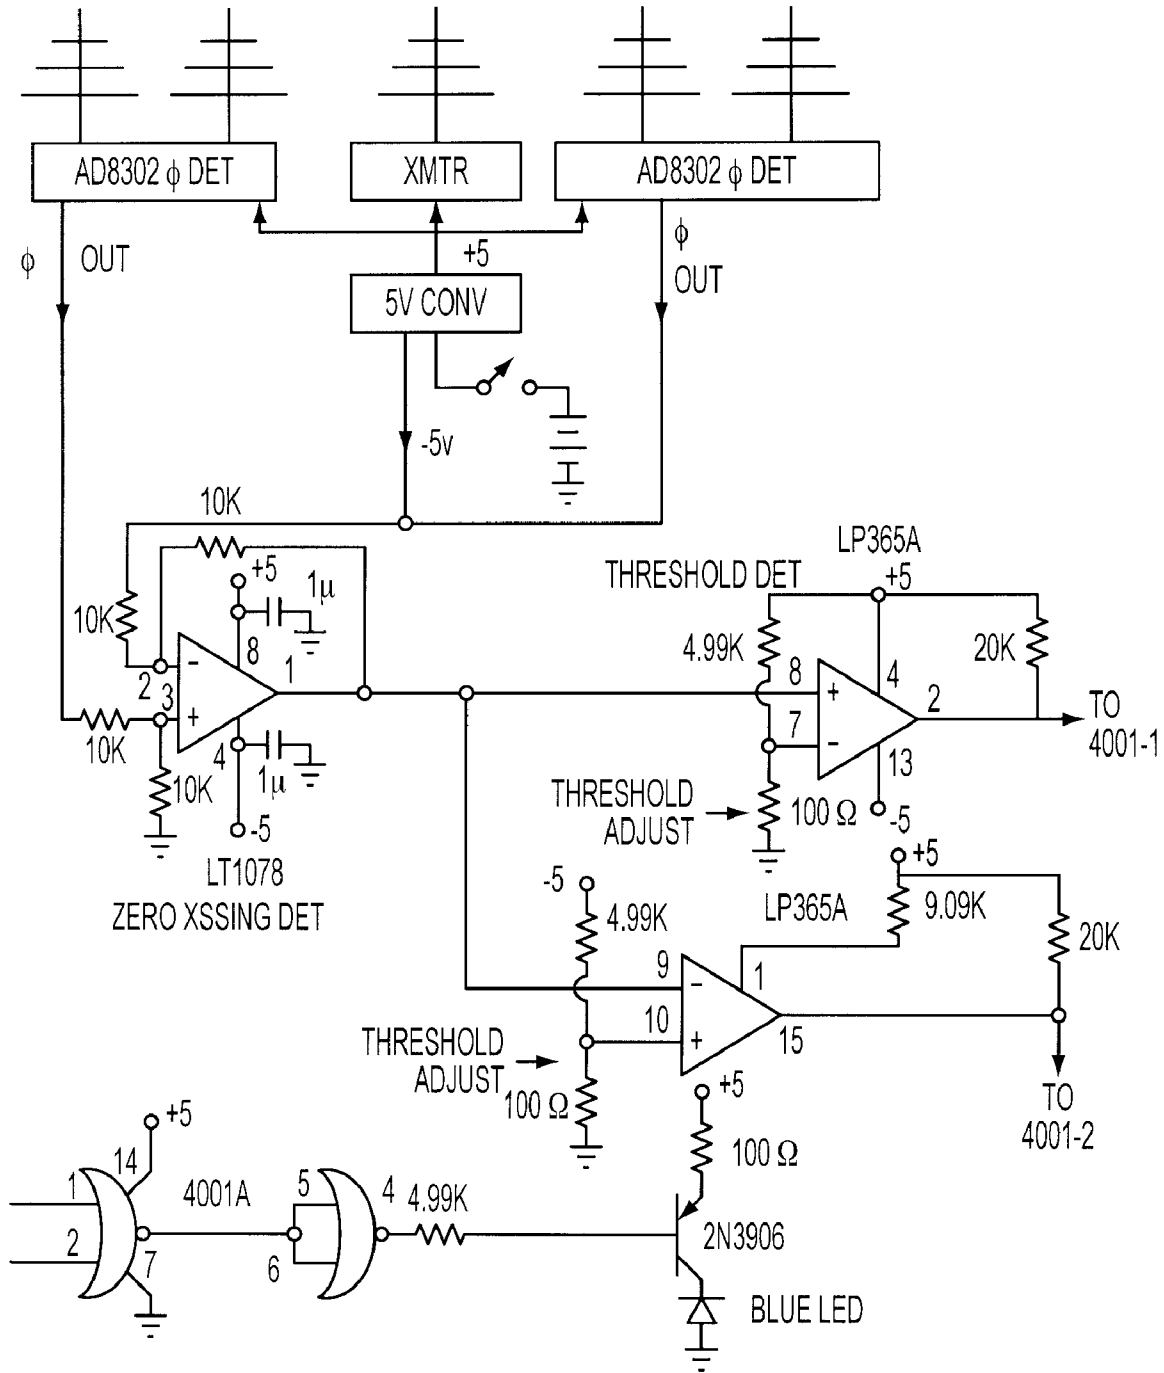 AD8302 ϕ DET
XMTR
AD8302 ϕ DET
ϕ OUT
+5
ϕ
OUT
5V CONV
-5v
10K
LP365A
+5
THRESHOLD DET
+5
1μ
10K
4.99K
20K
8
-
2
1
8
+
4
2
3
+
7
-
TO
4001-1
10K
4
13
10K
1μ
THRESHOLD
ADJUST
100 Ω
-5
-5
LT1078
ZERO XSSING DET
+5
-5
LP365A
9.09K
4.99K
20K
9
-
1
10
+
15
THRESHOLD
ADJUST
100 Ω
+5
TO
4001-2
+5
100 Ω
14
1
4001A
5
4
4.99K
2
7
6
2N3906
BLUE LED